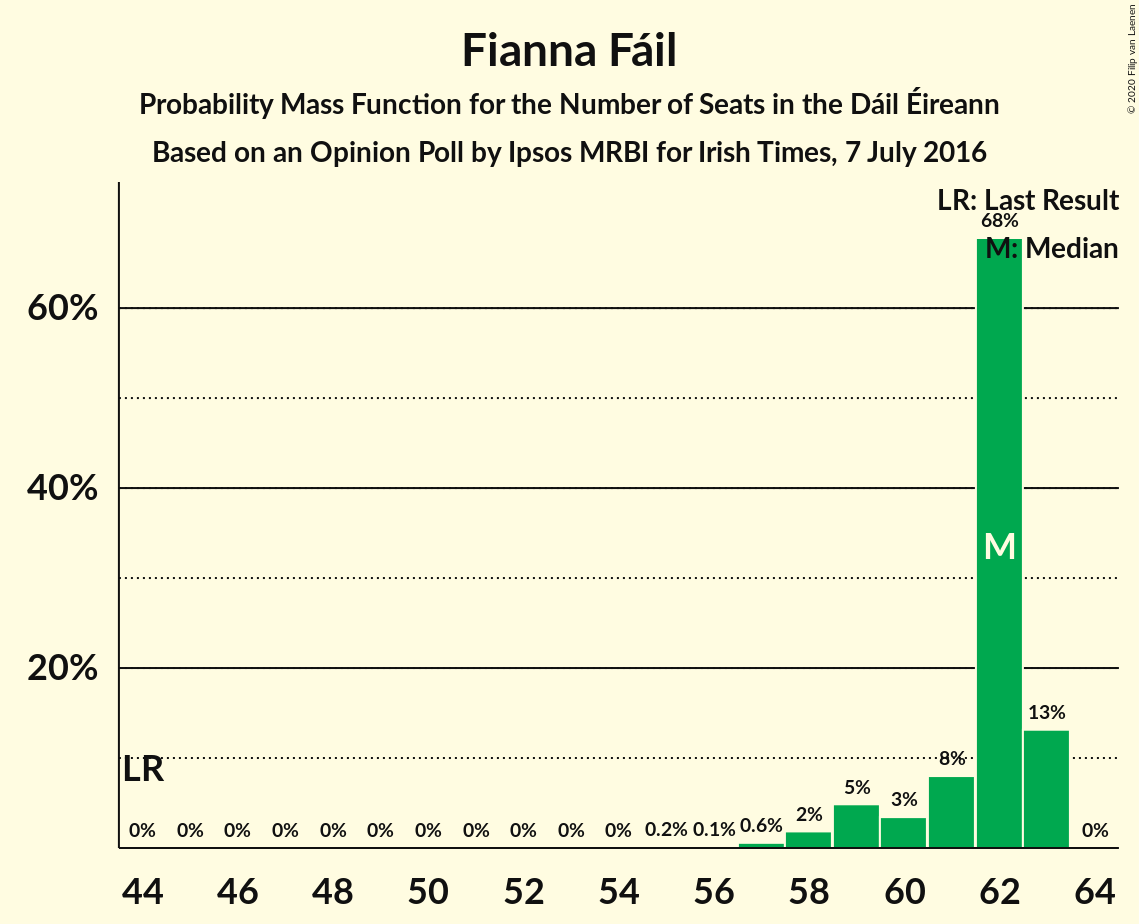 Fianna Fáil
Probability Mass Function for the Number of Seats in the Dáil Éireann
Based on an Opinion Poll by Ipsos MRBI for Irish Times, 7 July 2016
© 2020 Filip van Laenen
LR: Last Result
68%
M: Median
60%
40%
M
20%
13%
LR
8%
5%
3%
2%
0% 0% 0% 0% 0% 0% 0% 0% 0% 0% 0% 0.2% 0.1% 0.6% 0%
44 46 48 50 52 54 56 58 60 62 64